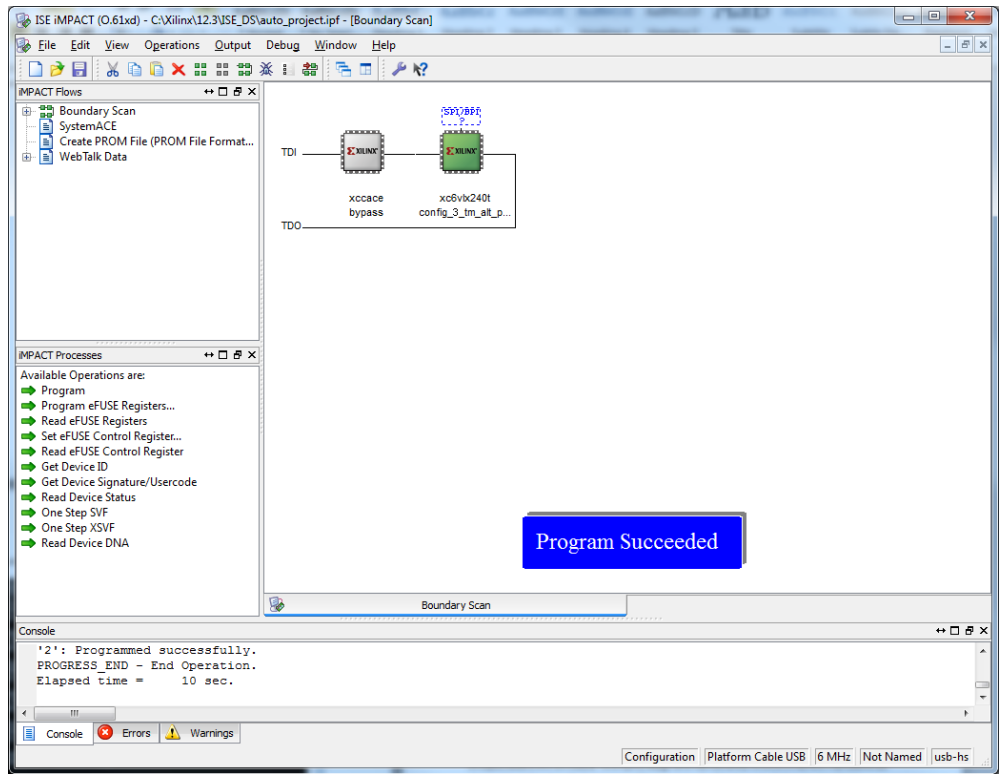 ISE iMPACT (O.61xd) - C:\Xilinx\12.3\ISE_DS\auto_project.ipf - [Boundary Scan]
File Edit View Operations Output Debug Window Help
iMPACT Flows
Boundary Scan
SystemACE
Create PROM File (PROM File Format...
WebTalk Data
SPI/BPI
?
TDI
XILINX
XILINX
xccace
bypass
xc6vlx240t
config_3_tm_alt_p...
TDO
iMPACT Processes
Available Operations are:
Program
Program eFUSE Registers...
Read eFUSE Registers
Set eFUSE Control Register...
Read eFUSE Control Register
Get Device ID
Get Device Signature/Usercode
Read Device Status
One Step SVF
One Step XSVF
Read Device DNA
Program Succeeded
Boundary Scan
Console
'2': Programmed successfully.
PROGRESS_END - End Operation.
Elapsed time =     10 sec.
Console Errors Warnings
Configuration Platform Cable USB 6 MHz Not Named usb-hs